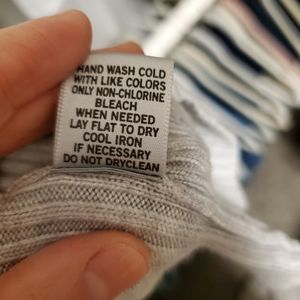 HAND WASH COLD
WITH LIKE COLORS
ONLY NON-CHLORINE
BLEACH
WHEN NEEDED
LAY FLAT TO DRY
COOL IRON
IF NECESSARY
DO NOT DRYCLEAN